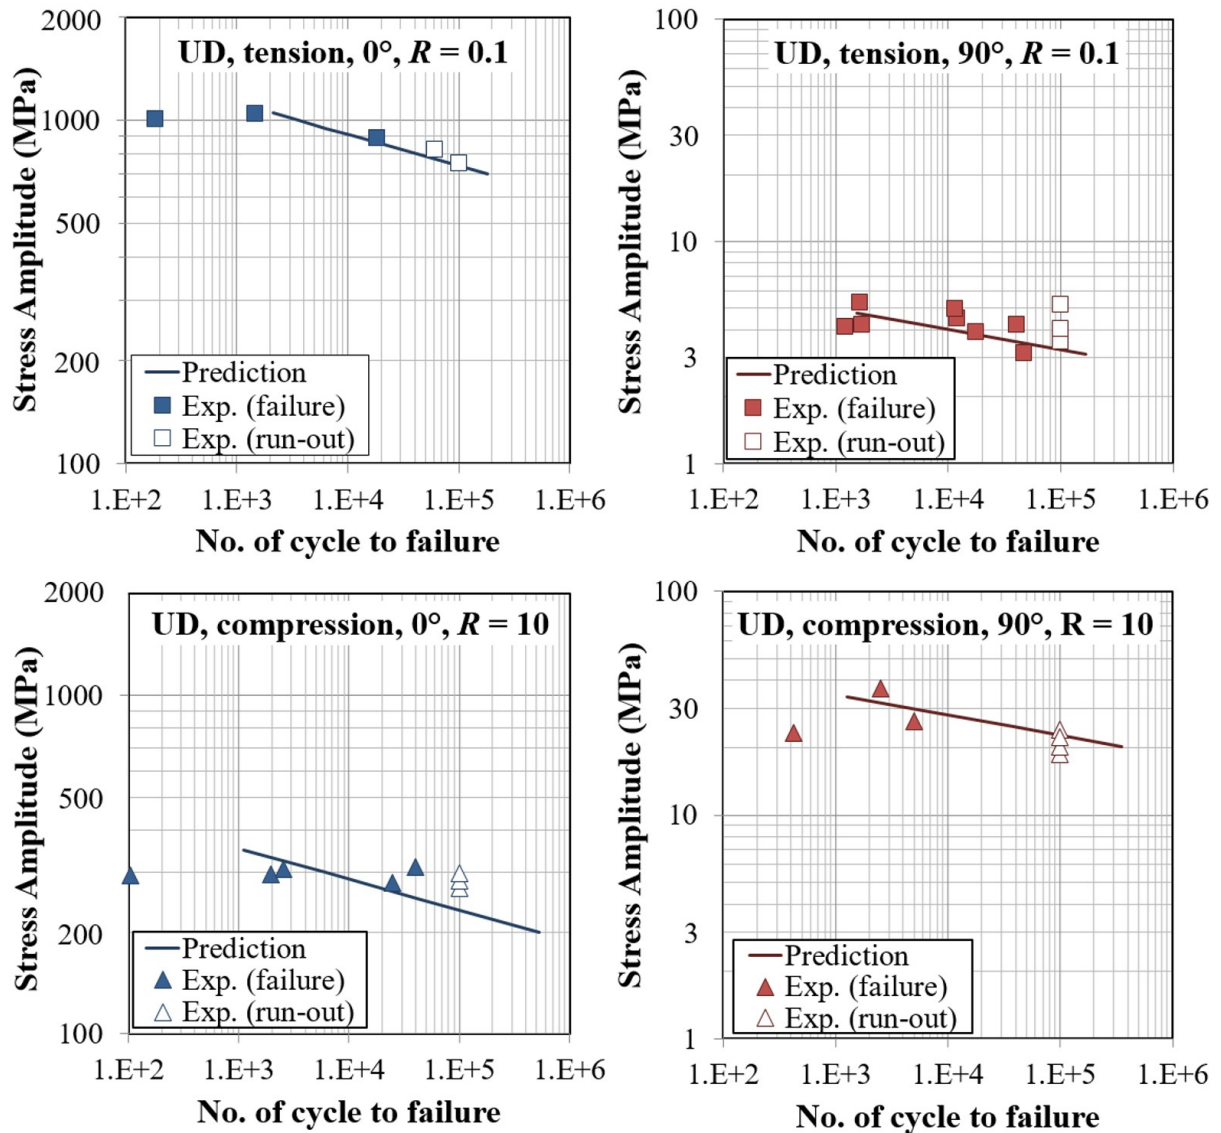 UD, tension, 0°, R = 0.1
Stress Amplitude (MPa)
2000
1000
500
200
100
Prediction
Exp. (failure)
Exp. (run-out)
1.E+2 1.E+3 1.E+4 1.E+5 1.E+6
No. of cycle to failure
UD, tension, 90°, R = 0.1
Stress Amplitude (MPa)
100
30
10
3
1
Prediction
Exp. (failure)
Exp. (run-out)
1.E+2 1.E+3 1.E+4 1.E+5 1.E+6
No. of cycle to failure
UD, compression, 0°, R = 10
Stress Amplitude (MPa)
2000
1000
500
200
100
Prediction
Exp. (failure)
Exp. (run-out)
1.E+2 1.E+3 1.E+4 1.E+5 1.E+6
No. of cycle to failure
UD, compression, 90°, R = 10
Stress Amplitude (MPa)
100
30
10
3
1
Prediction
Exp. (failure)
Exp. (run-out)
1.E+2 1.E+3 1.E+4 1.E+5 1.E+6
No. of cycle to failure